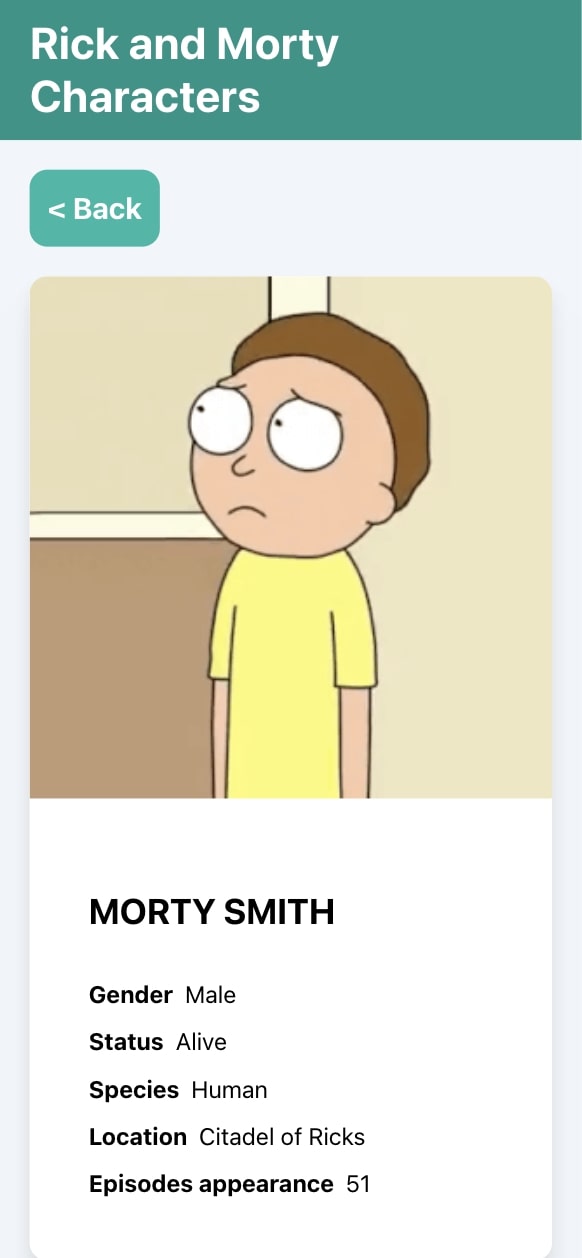 Rick and Morty
Characters
< Back
MORTY SMITH
Gender Male
Status Alive
Species Human
Location Citadel of Ricks
Episodes appearance 51